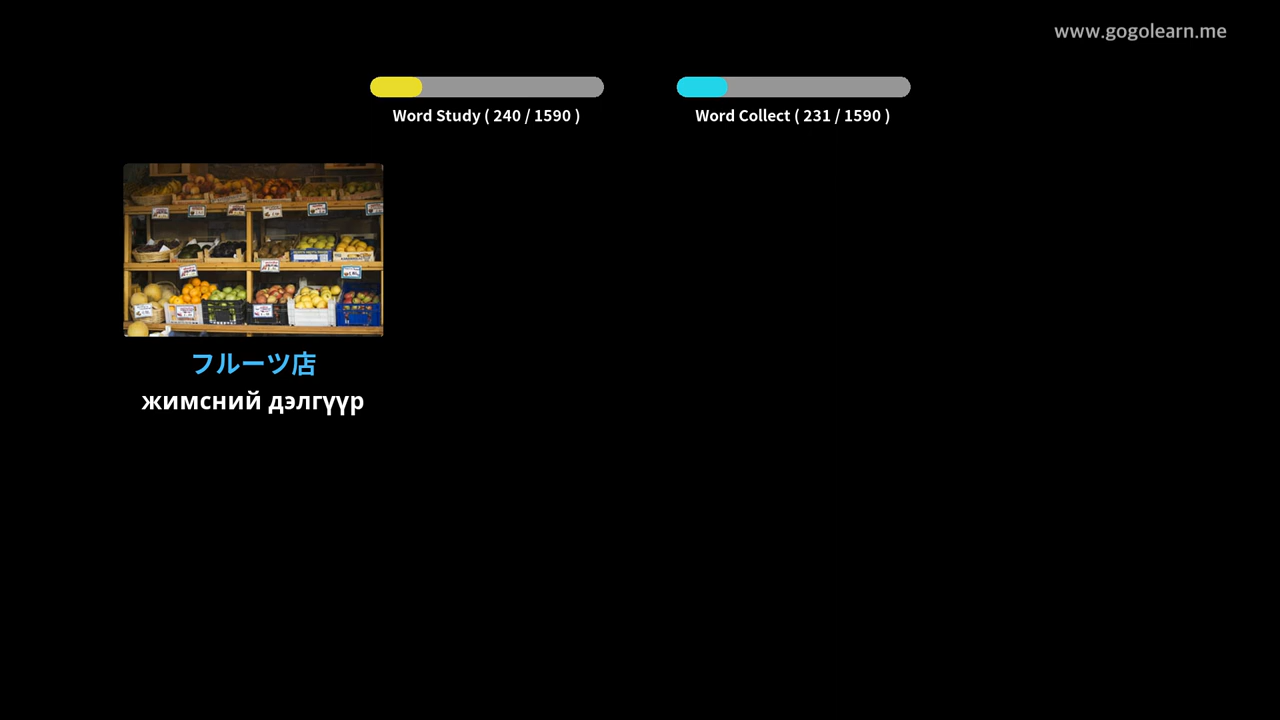 www.gogolearn.me
Word Study ( 240 / 1590 )
Word Collect ( 231 / 1590 )
フルーツ店
жимсний дэлгүүр